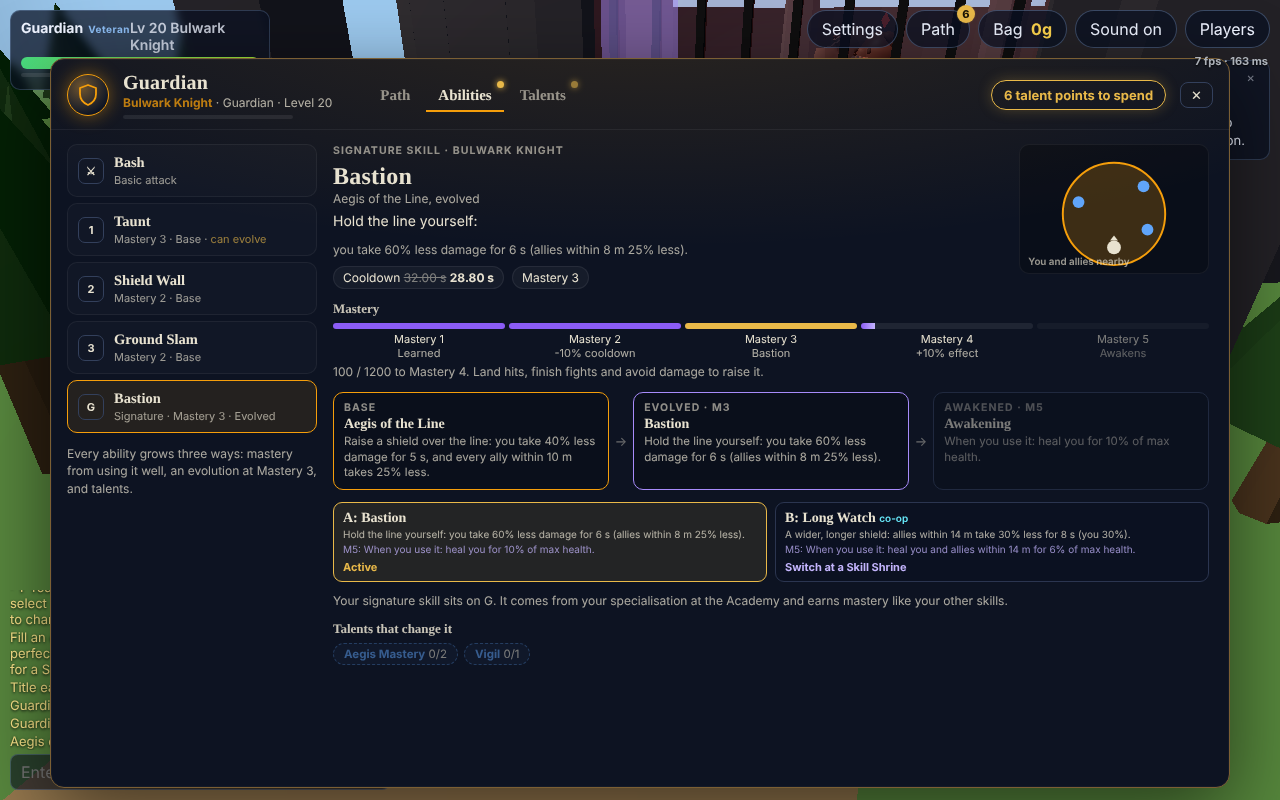 Guardian Veteran Lv 20 Bulwark
Knight
Settings
Path
6
Bag 0g
Sound on
Players
7 fps · 163 ms
×
on.
Guardian
Bulwark Knight · Guardian · Level 20
Path
Abilities
Talents
6 talent points to spend
✕
Bash
Basic attack
1
Taunt
Mastery 3 · Base · can evolve
2
Shield Wall
Mastery 2 · Base
3
Ground Slam
Mastery 2 · Base
G
Bastion
Signature · Mastery 3 · Evolved
Every ability grows three ways: mastery
from using it well, an evolution at Mastery 3,
and talents.
SIGNATURE SKILL · BULWARK KNIGHT
Bastion
Aegis of the Line, evolved
Hold the line yourself:
you take 60% less damage for 6 s (allies within 8 m 25% less).
Cooldown 32.00 s 28.80 s
Mastery 3
You and allies nearby
Mastery
Mastery 1
Learned
Mastery 2
-10% cooldown
Mastery 3
Bastion
Mastery 4
+10% effect
Mastery 5
Awakens
100 / 1200 to Mastery 4. Land hits, finish fights and avoid damage to raise it.
BASE
Aegis of the Line
Raise a shield over the line: you take 40% less
damage for 5 s, and every ally within 10 m
takes 25% less.
→
EVOLVED · M3
Bastion
Hold the line yourself: you take 60% less
damage for 6 s (allies within 8 m 25% less).
→
AWAKENED · M5
Awakening
When you use it: heal you for 10% of max
health.
A: Bastion
Hold the line yourself: you take 60% less damage for 6 s (allies within 8 m 25% less).
M5: When you use it: heal you for 10% of max health.
Active
B: Long Watch co-op
A wider, longer shield: allies within 14 m take 30% less for 8 s (you 30%).
M5: When you use it: heal you and allies within 14 m for 6% of max health.
Switch at a Skill Shrine
Your signature skill sits on G. It comes from your specialisation at the Academy and earns mastery like your other skills.
Talents that change it
Aegis Mastery 0/2
Vigil 0/1
select
to char
Fill an
perfec
for a S
Title ea
Guardi
Guardi
Aegis
Ente